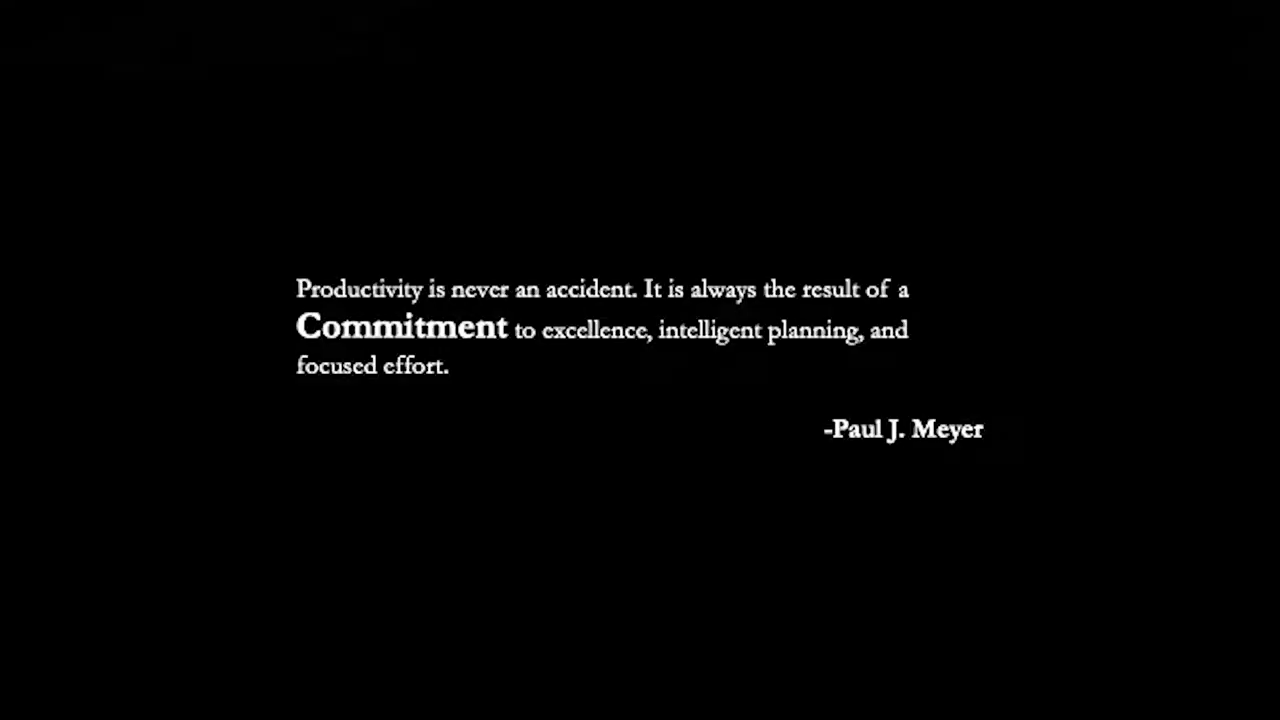 Productivity is never an accident. It is always the result of a
Commitment to excellence, intelligent planning, and
focused effort.
-Paul J. Meyer